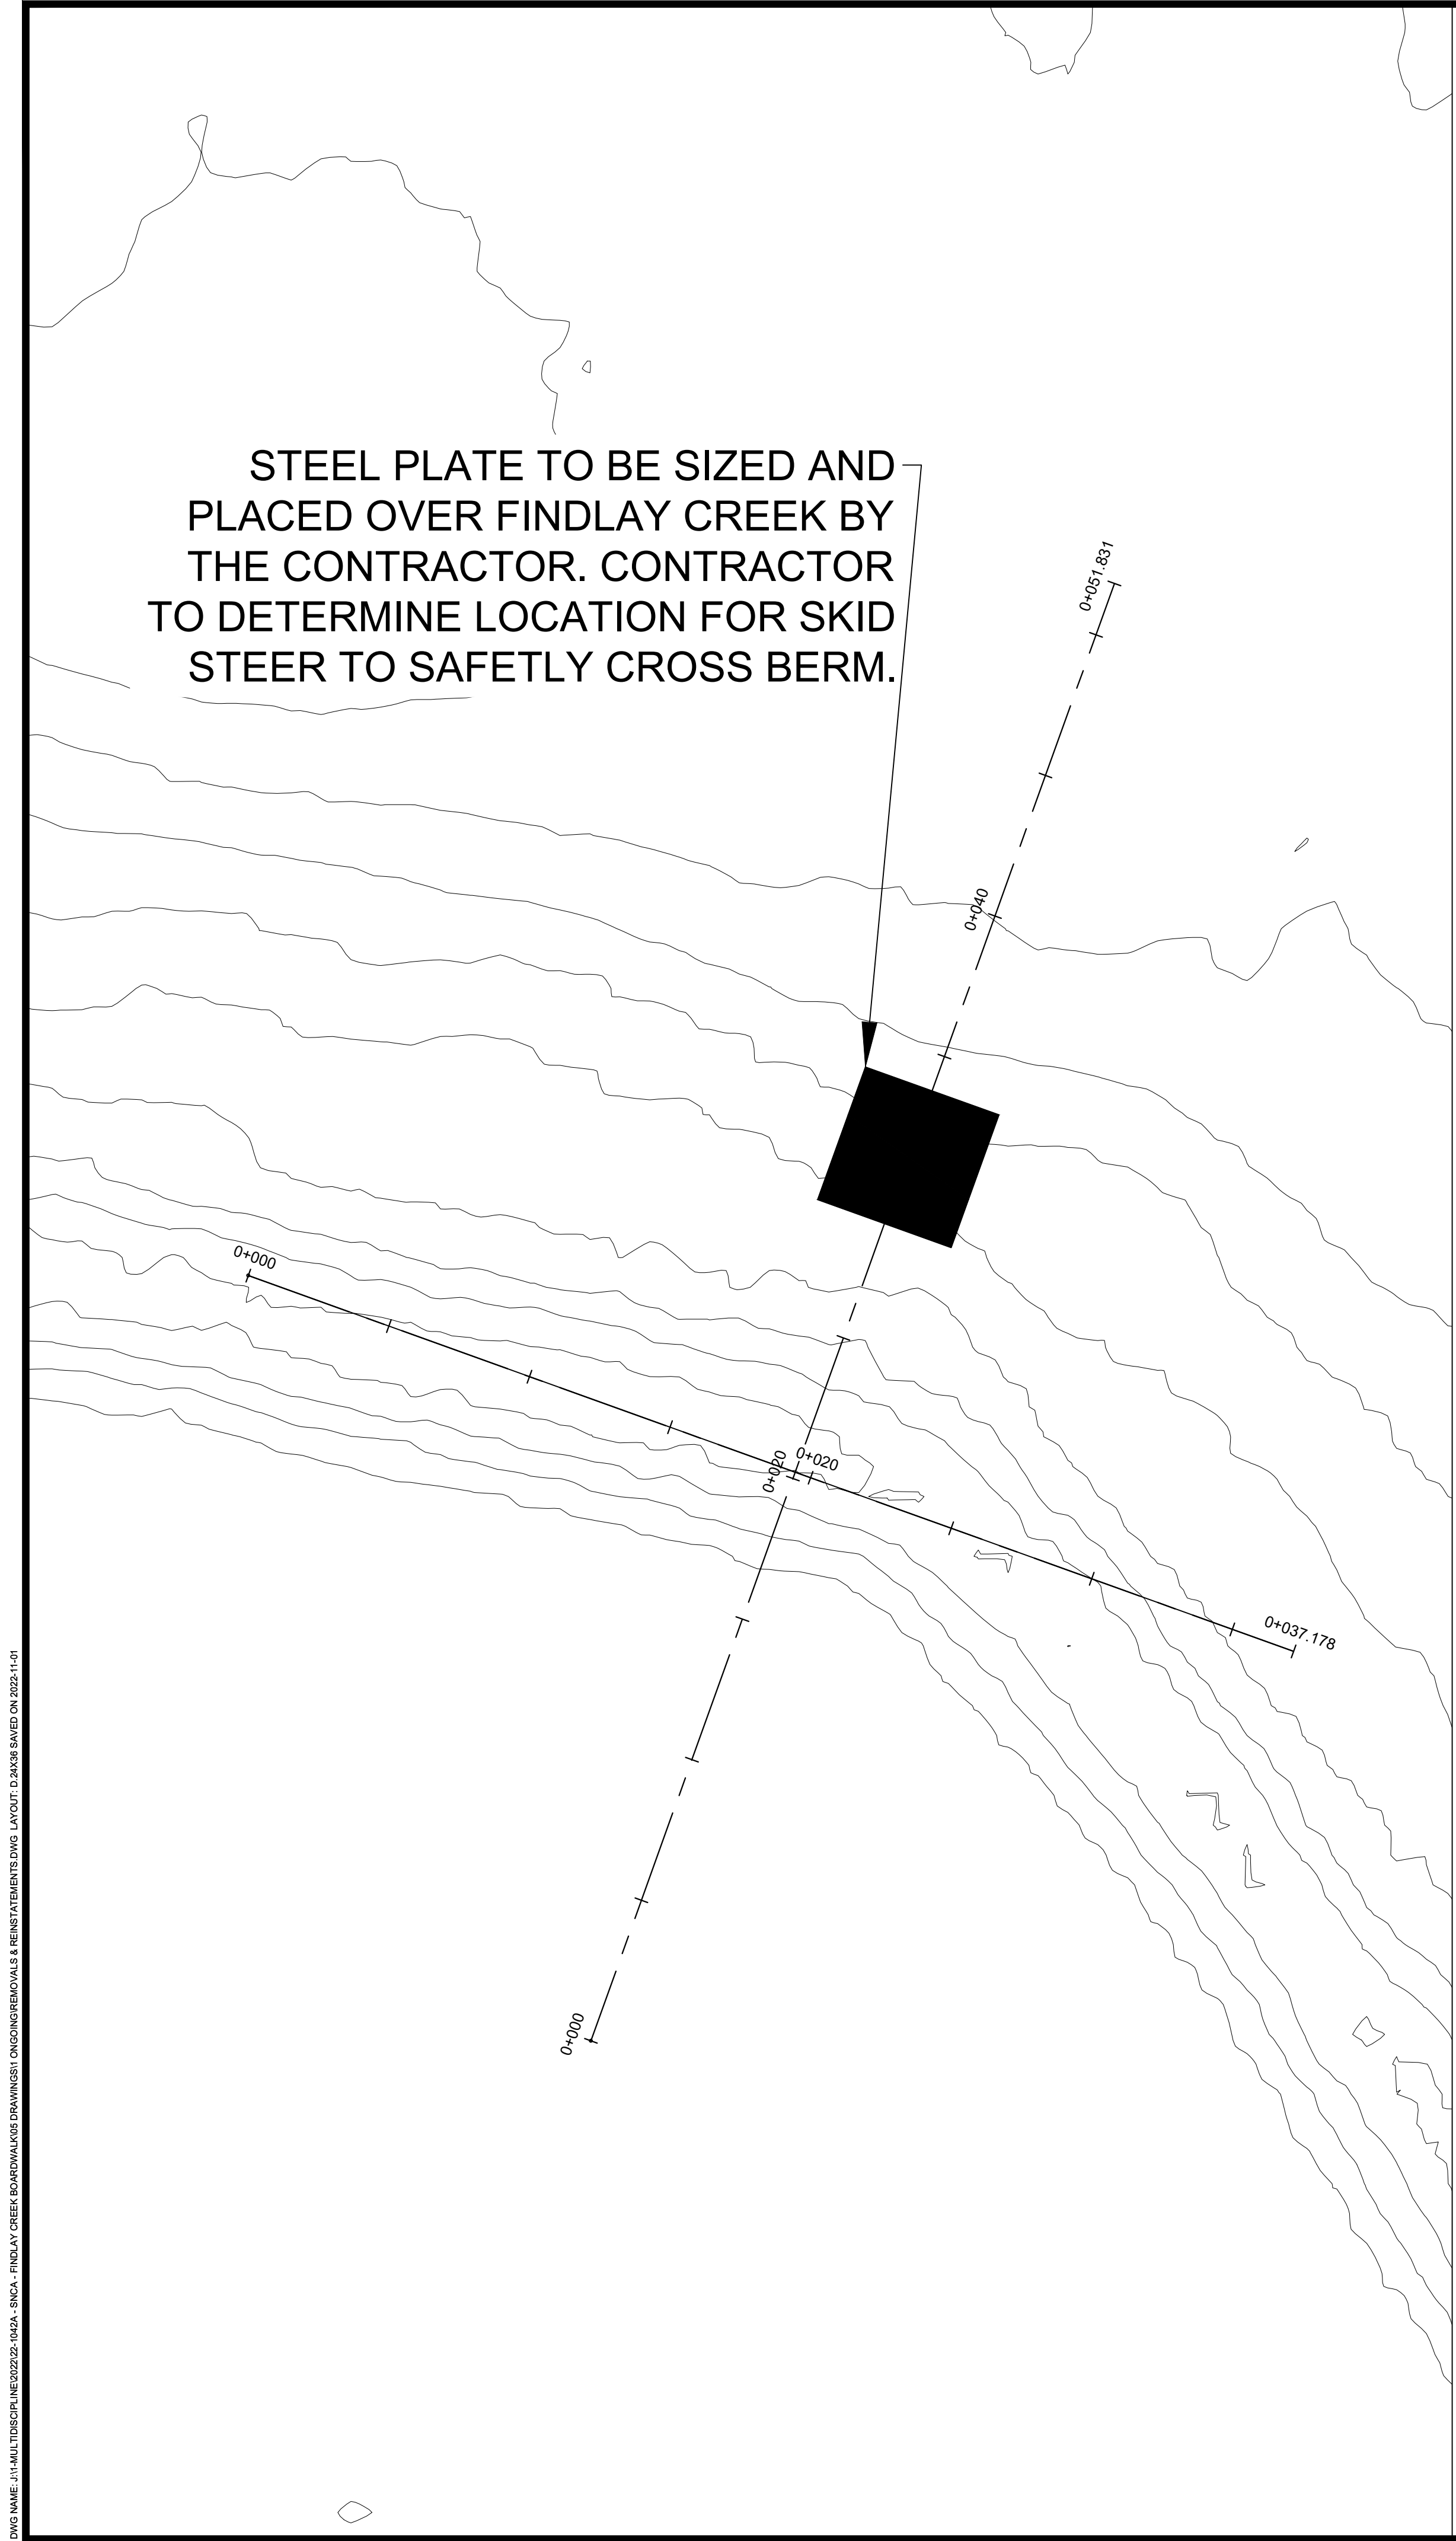 STEEL PLATE TO BE SIZED AND
PLACED OVER FINDLAY CREEK BY
THE CONTRACTOR. CONTRACTOR
TO DETERMINE LOCATION FOR SKID
STEER TO SAFETLY CROSS BERM.
0+051.831
0+040
0+000
0+020
0+020
0+037.178
0+000
DWG NAME: J:\1-MULTIDISCIPLINE\2022\22-1042A - SNCA - FINDLAY CREEK BOARDWALK\05 DRAWINGS\1 ONGOING\REMOVALS & REINSTATEMENTS.DWG LAYOUT: D.24X36 SAVED ON 2022-11-01